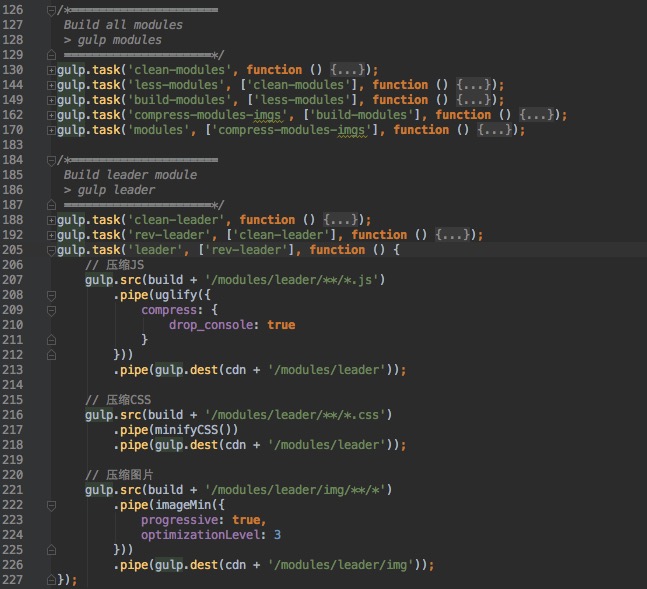 126 /*=====================
127 Build all modules
128 > gulp modules
129 =====================*/
130 gulp.task('clean-modules', function () {...});
144 gulp.task('less-modules', ['clean-modules'], function () {...});
149 gulp.task('build-modules', ['less-modules'], function () {...});
162 gulp.task('compress-modules-imgs', ['build-modules'], function () {...});
170 gulp.task('modules', ['compress-modules-imgs'], function () {...});
183
184 /*=====================
185 Build leader module
186 > gulp leader
187 =====================*/
188 gulp.task('clean-leader', function () {...});
192 gulp.task('rev-leader', ['clean-leader'], function () {...});
205 gulp.task('leader', ['rev-leader'], function () {
206 // 压缩JS
207 gulp.src(build + '/modules/leader/**/*.js')
208 .pipe(uglify({
209 compress: {
210 drop_console: true
211 }
212 }))
213 .pipe(gulp.dest(cdn + '/modules/leader'));
214
215 // 压缩CSS
216 gulp.src(build + '/modules/leader/**/*.css')
217 .pipe(minifyCSS())
218 .pipe(gulp.dest(cdn + '/modules/leader'));
219
220 // 压缩图片
221 gulp.src(build + '/modules/leader/img/**/*')
222 .pipe(imageMin({
223 progressive: true,
224 optimizationLevel: 3
225 }))
226 .pipe(gulp.dest(cdn + '/modules/leader/img'));
227 });